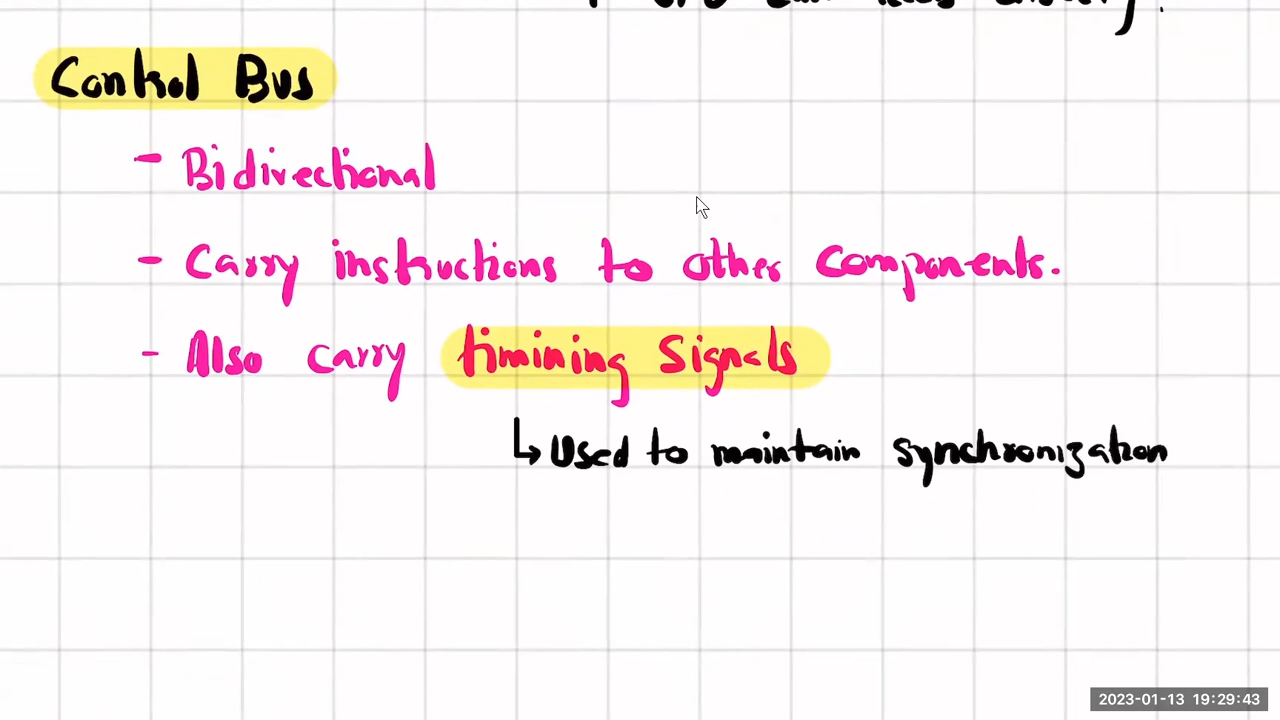 Control Bus
- Bidirectional
- Carry instructions to other components.
- Also carry timining Signals
↳ Used to maintain synchronization
2023-01-13 19:29:43